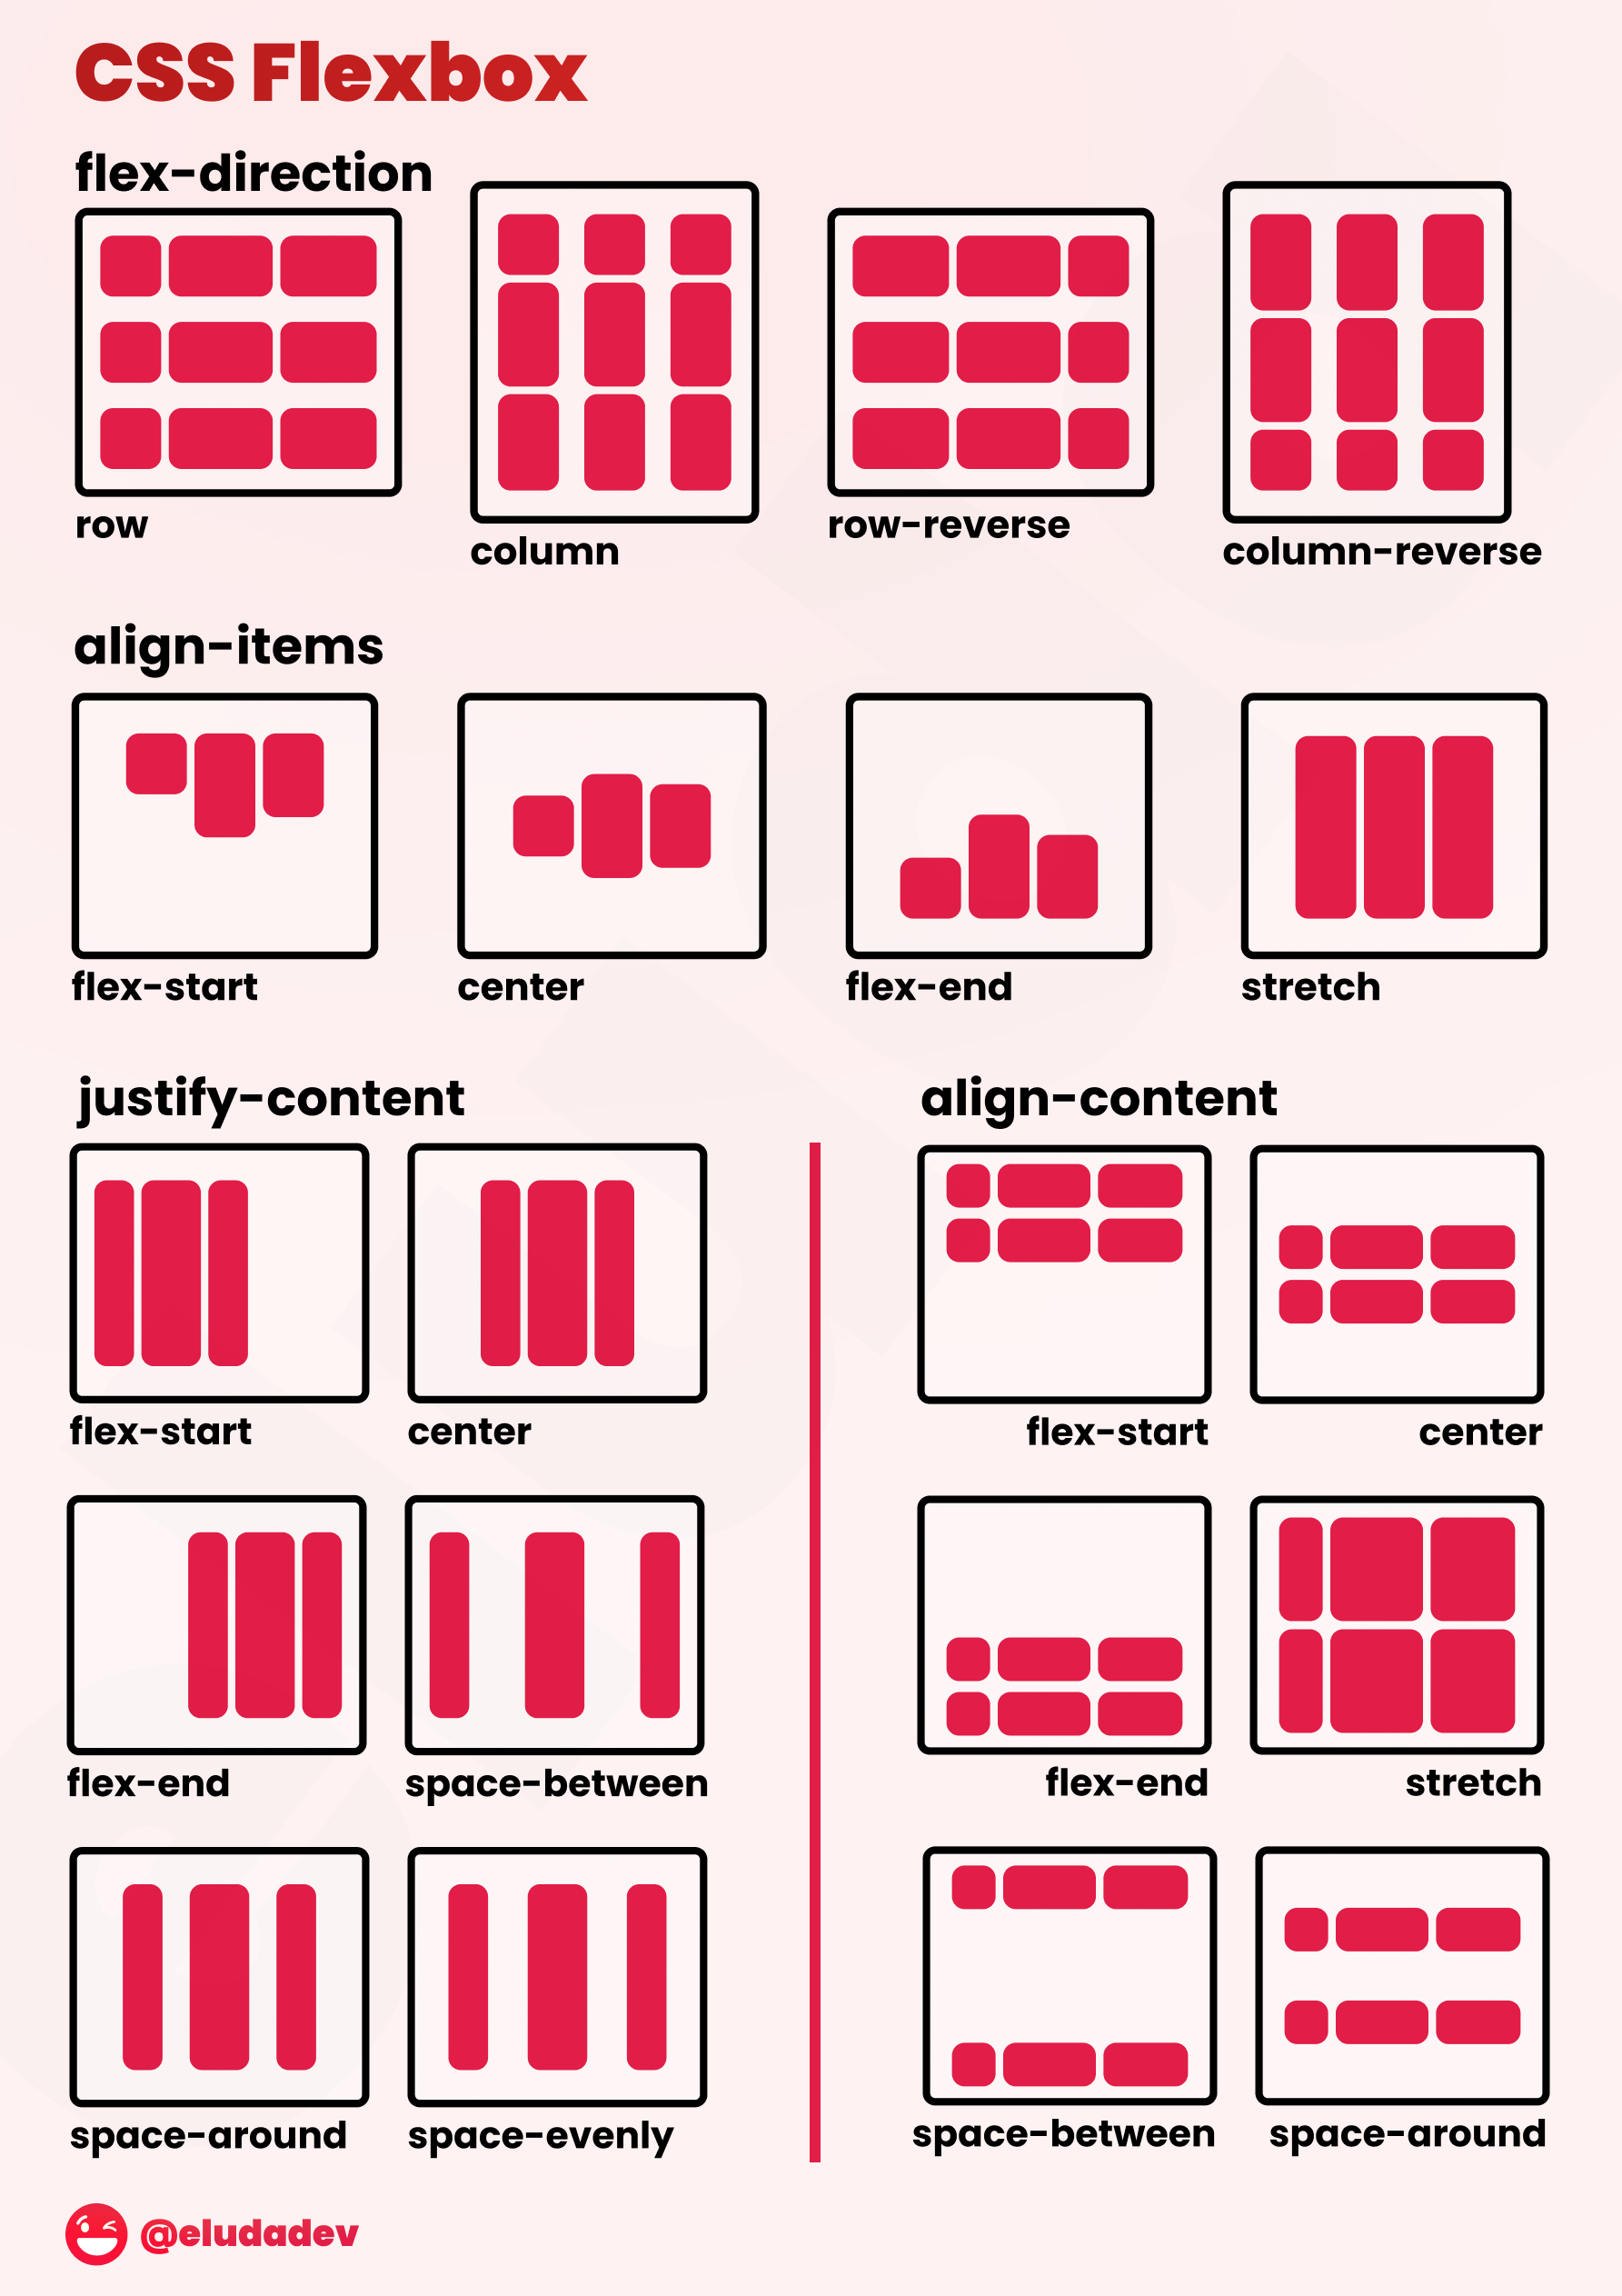 CSS Flexbox
flex-direction
row
column
row-reverse
column-reverse
align-items
flex-start
center
flex-end
stretch
justify-content
flex-start
center
flex-end
space-between
space-around
space-evenly
align-content
flex-start
center
flex-end
stretch
space-between
space-around
@eludadev